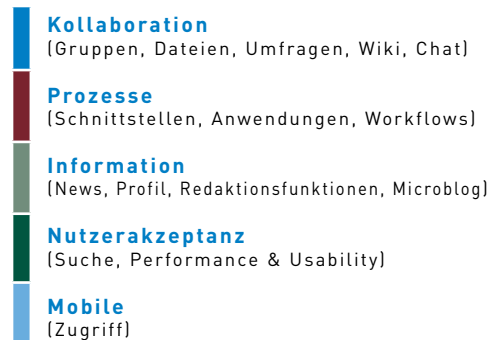 Kollaboration
(Gruppen, Dateien, Umfragen, Wiki, Chat)
Prozesse
(Schnittstellen, Anwendungen, Workflows)
Information
(News, Profil, Redaktionsfunktionen, Microblog)
Nutzerakzeptanz
(Suche, Performance & Usability)
Mobile
(Zugriff)